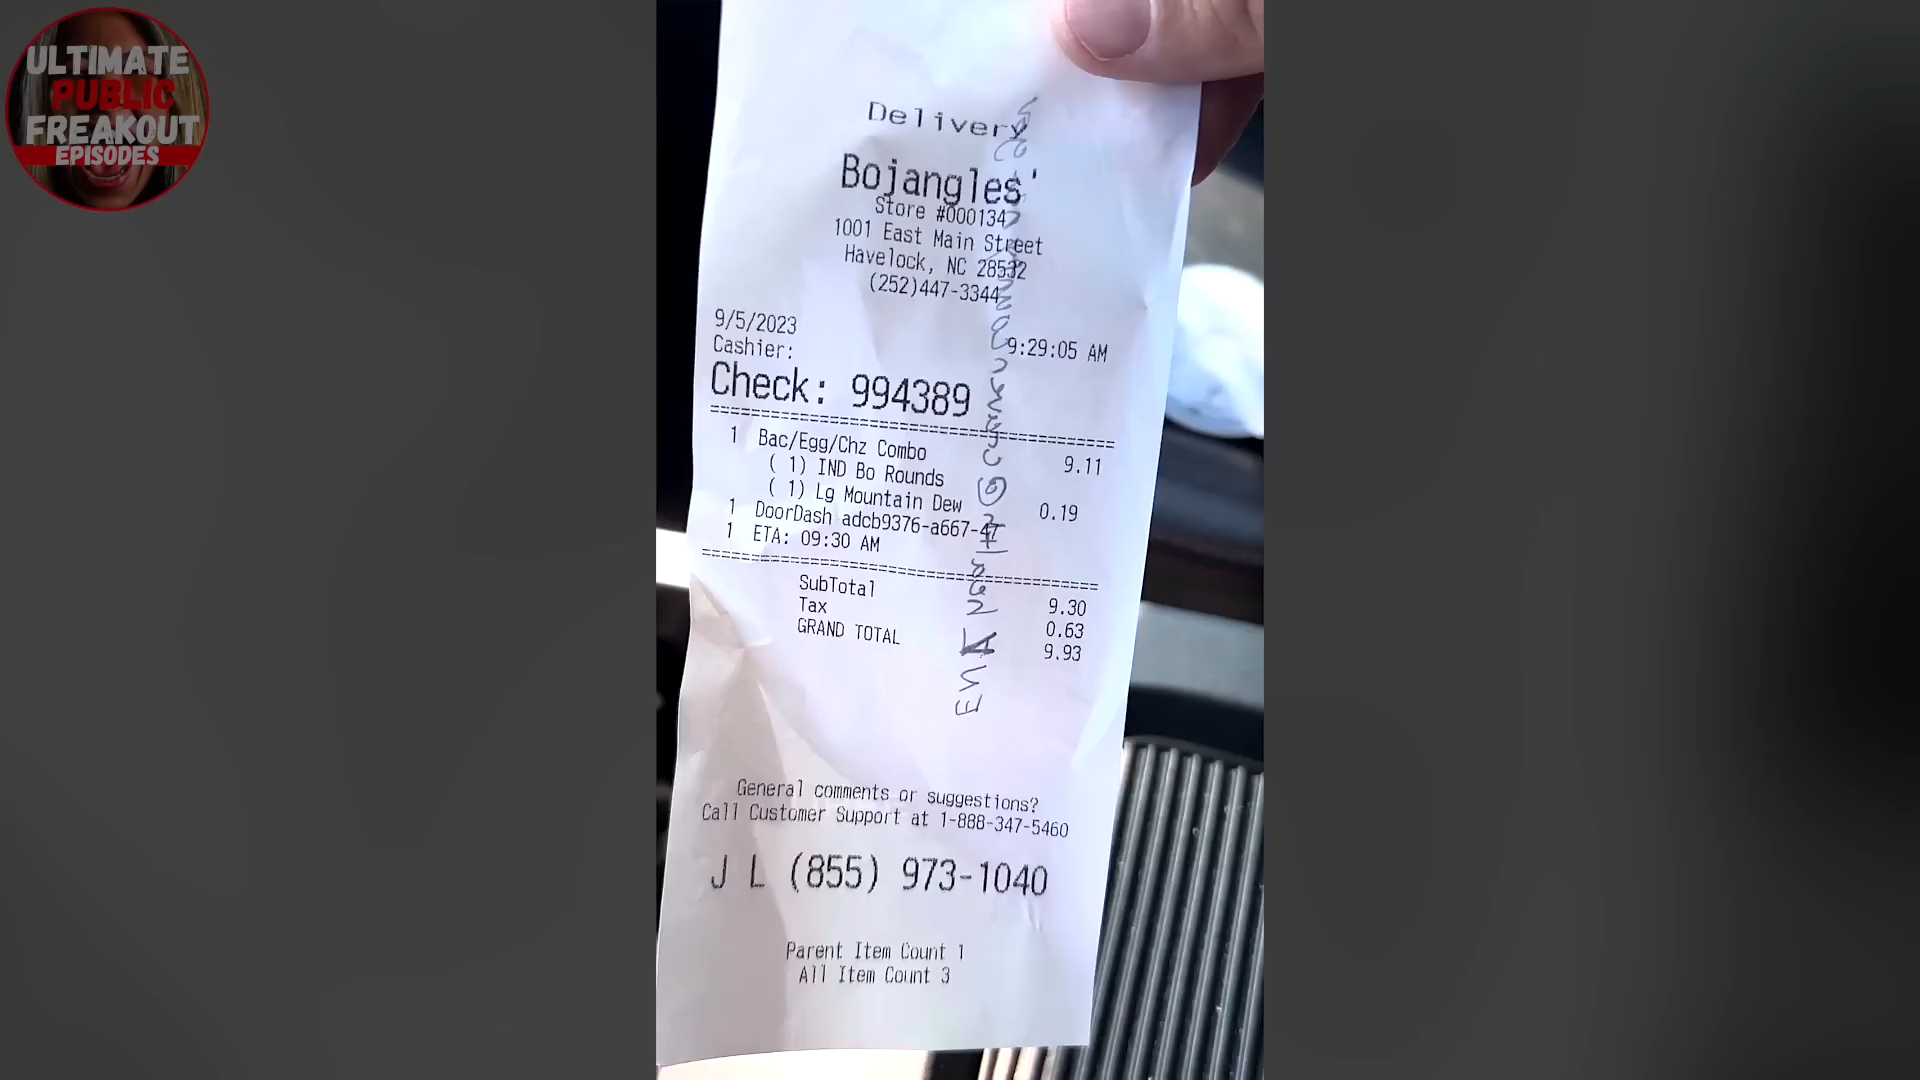 ULTIMATE
PUBLIC
FREAKOUT
EPISODES
Delivery
Bojangles'
Store #000134
1001 East Main Street
Havelock, NC 28532
(252)447-3344
9/5/2023 9:29:05 AM
Cashier:
Check: 994389
1 Bac/Egg/Chz Combo 9.11
( 1) IND Bo Rounds
( 1) Lg Mountain Dew 0.19
1 DoorDash adcb9376-a667-47
1 ETA: 09:30 AM
SubTotal 9.30
Tax 0.63
GRAND TOTAL 9.93
General comments or suggestions?
Call Customer Support at 1-888-347-5460
J L (855) 973-1040
Parent Item Count 1
All Item Count 3